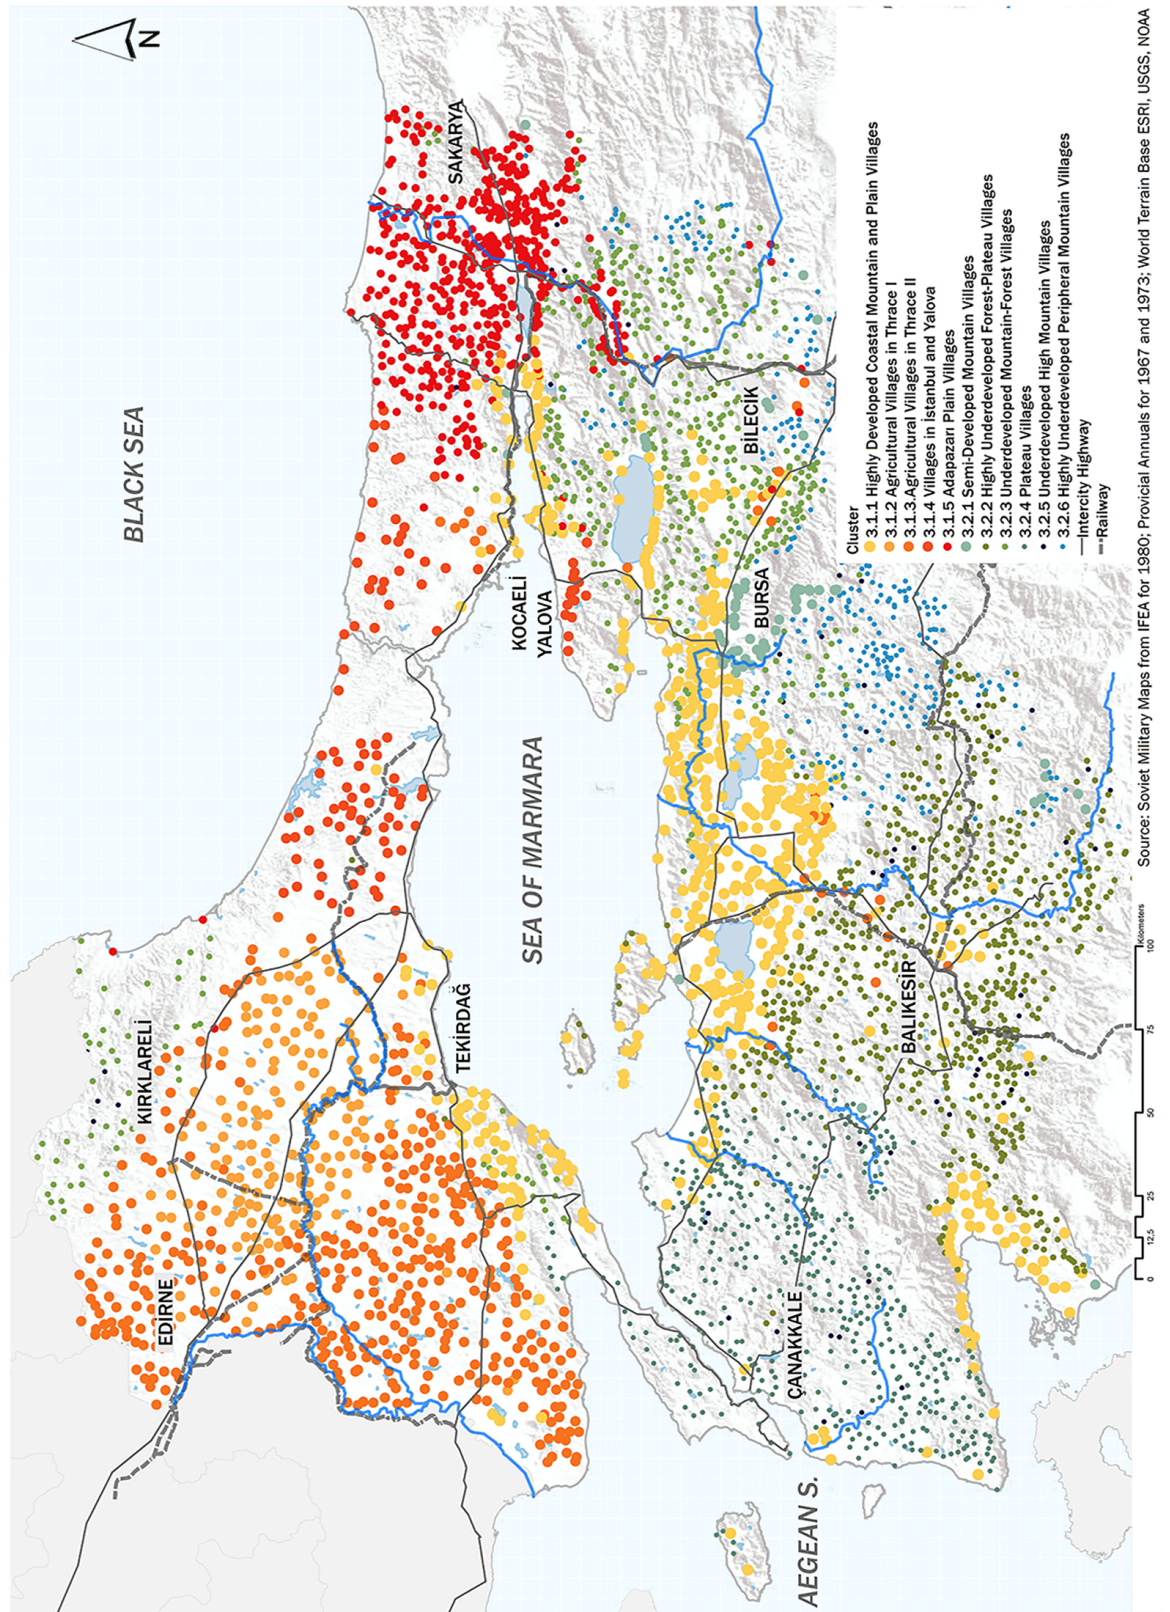 N
BLACK SEA
SAKARYA
KIRKLARELİ
EDİRNE
TEKİRDAĞ
KOCAELİ
YALOVA
SEA OF MARMARA
BİLECİK
BURSA
BALIKESİR
ÇANAKKALE
AEGEAN S.
Cluster
3.1.1 Highly Developed Coastal Mountain and Plain Villages
3.1.2 Agricultural Villages in Thrace I
3.1.3.Agricultural Villages in Thrace II
3.1.4 Villages in İstanbul and Yalova
3.1.5 Adapazarı Plain Villages
3.2.1 Semi-Developed Mountain Villages
3.2.2 Highly Underdeveloped Forest-Plateau Villages
3.2.3 Underdeveloped Mountain-Forest Villages
3.2.4 Plateau Villages
3.2.5 Underdeveloped High Mountain Villages
3.2.6 Highly Underdeveloped Peripheral Mountain Villages
Intercity Highway
Railway
0 12,5 25 50 75 100
Kilometers
Source: Soviet Military Maps from IFEA for 1980; Provicial Annuals for 1967 and 1973; World Terrain Base ESRI, USGS, NOAA